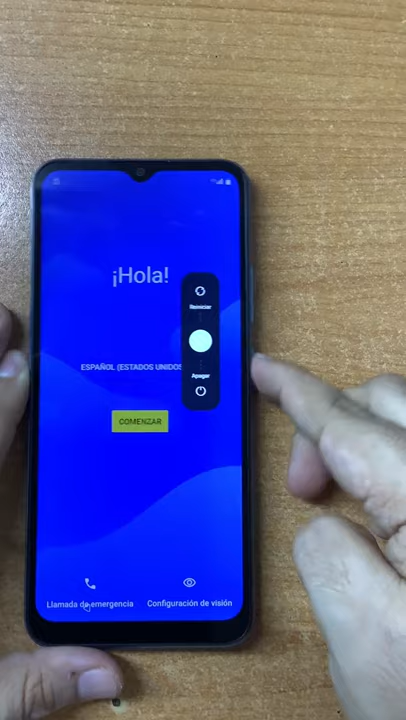 ¡Hola!
Reiniciar
ESPAÑOL (ESTADOS UNIDOS
Apagar
COMENZAR
Llamada de emergencia
Configuración de visión